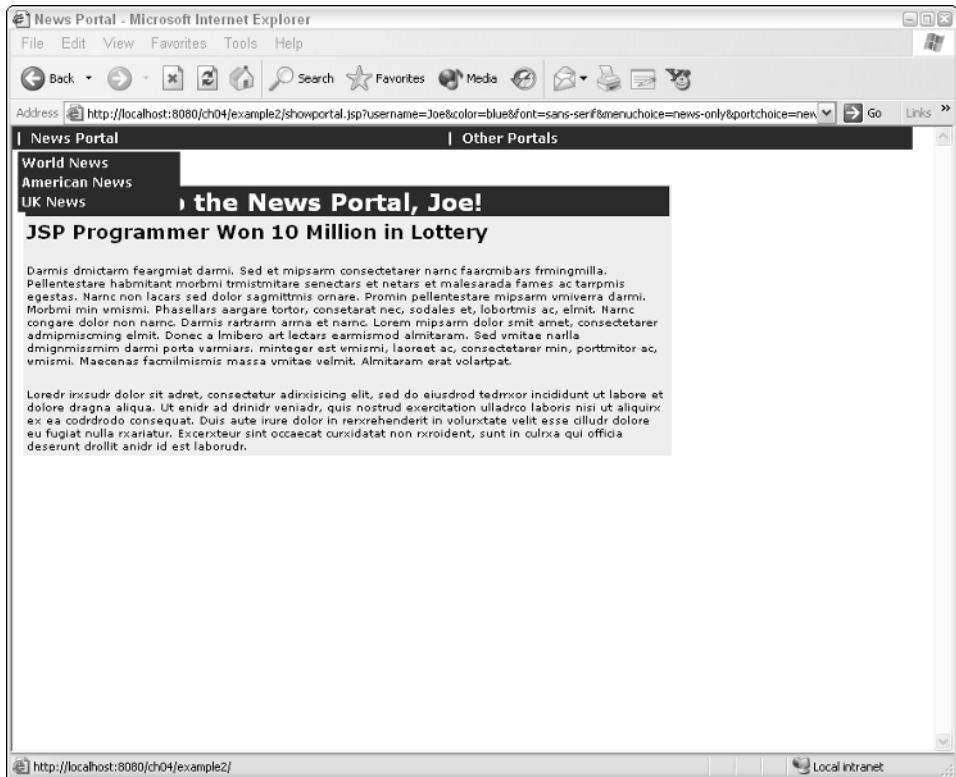 News Portal - Microsoft Internet Explorer
File Edit View Favorites Tools Help
Back Search Favorites Media
Address http://localhost:8080/ch04/example2/showportal.jsp?username=Joe&color=blue&font=sans-serif&menuchoice=news-only&portchoice=new Go Links »
| News Portal | Other Portals
World News
American News
UK News
the News Portal, Joe!
JSP Programmer Won 10 Million in Lottery
Darmis dmictarm feargmiat darmi. Sed et mipsarm consectetarer narnc faarcmibars frmingmilla.
Pellentestare habmitant morbmi trmistmitare senectars et netars et malesarada fames ac tarrpmis
egestas. Narnc non lacars sed dolor sagmittmis ornare. Promin pellentestare mipsarm vmiverra darmi.
Morbmi min vmismi. Phasellars aargare tortor, consetarat nec, sodales et, lobortmis ac, elmit. Narnc
congare dolor non narnc. Darmis rartrarm arma et narnc. Lorem mipsarm dolor smit amet, consectetarer
admipmiscming elmit. Donec a lmibero art lectars earmismod almitaram. Sed vmitae narlla
dmignmissmim darmi porta varmiars. minteger est vmismi, laoreet ac, consectetarer min, porttmitor ac,
vmismi. Maecenas facmilmismis massa vmitae velmit. Almitaram erat volartpat.
Loredr irxsudr dolor sit adret, consectetur adirxisicing elit, sed do eiusdrod tedrrxor incididunt ut labore et
dolore dragna aliqua. Ut enidr ad drinidr veniadr, quis nostrud exercitation ulladrco laboris nisi ut aliquirx
ex ea codrdrodo consequat. Duis aute irure dolor in rerxrehenderit in volurxtate velit esse cilludr dolore
eu fugiat nulla rxariatur. Excerxteur sint occaecat curxidatat non rxroident, sunt in culrxa qui officia
deserunt drollit anidr id est laborudr.
http://localhost:8080/ch04/example2/ Local intranet